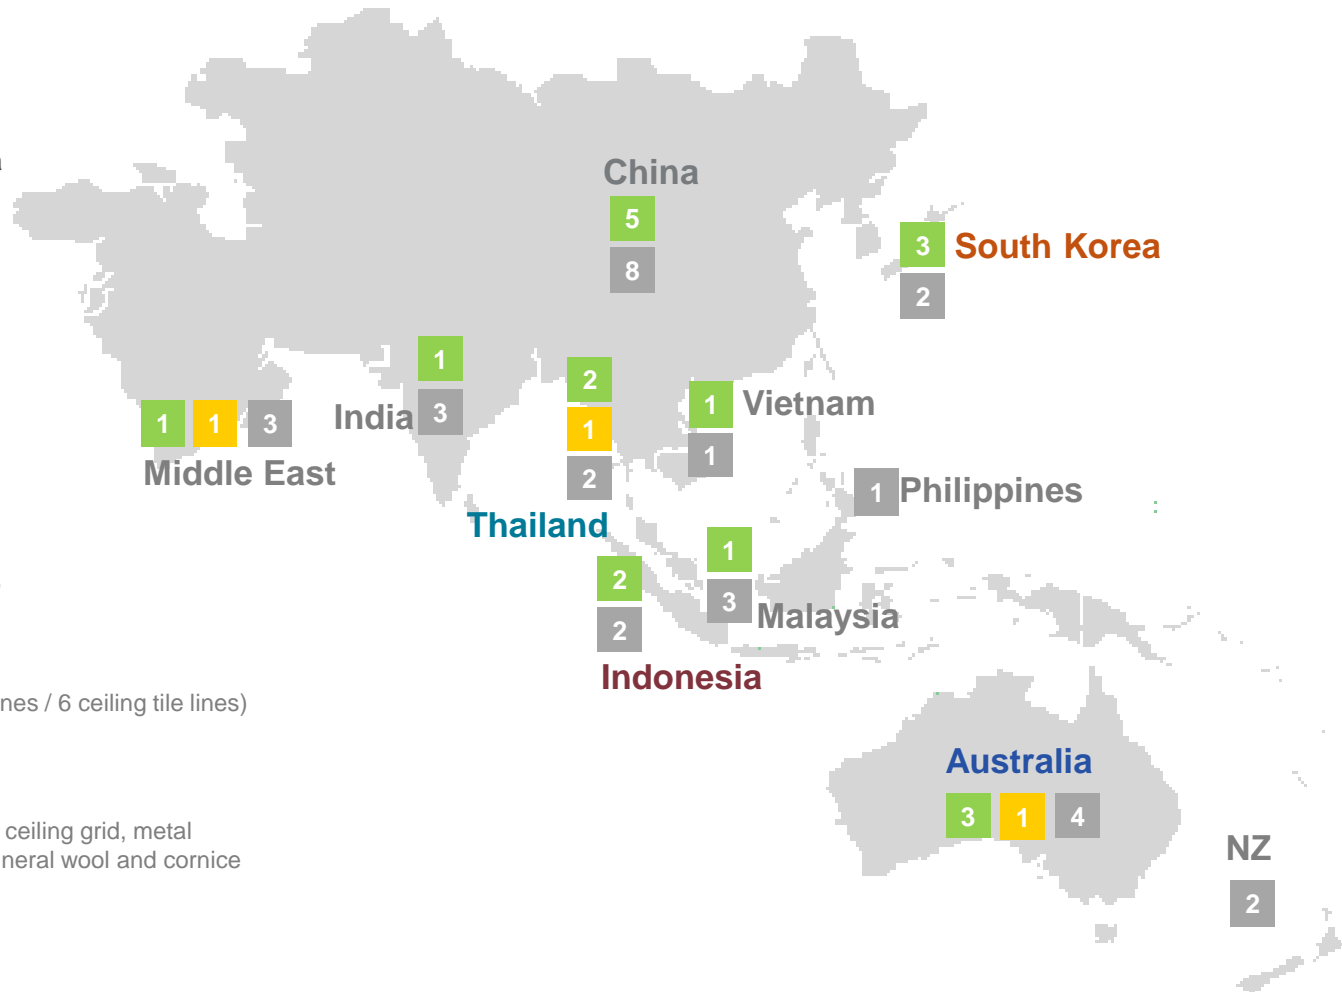 China
5
8
3
South Korea
2
1
India
3
2
1
2
Thailand
1
Vietnam
1
1
1
3
Middle East
1
Philippines
1
3
Malaysia
2
2
Indonesia
nes / 6 ceiling tile lines)
Australia
3
1
4
ceiling grid, metal
neral wool and cornice
NZ
2